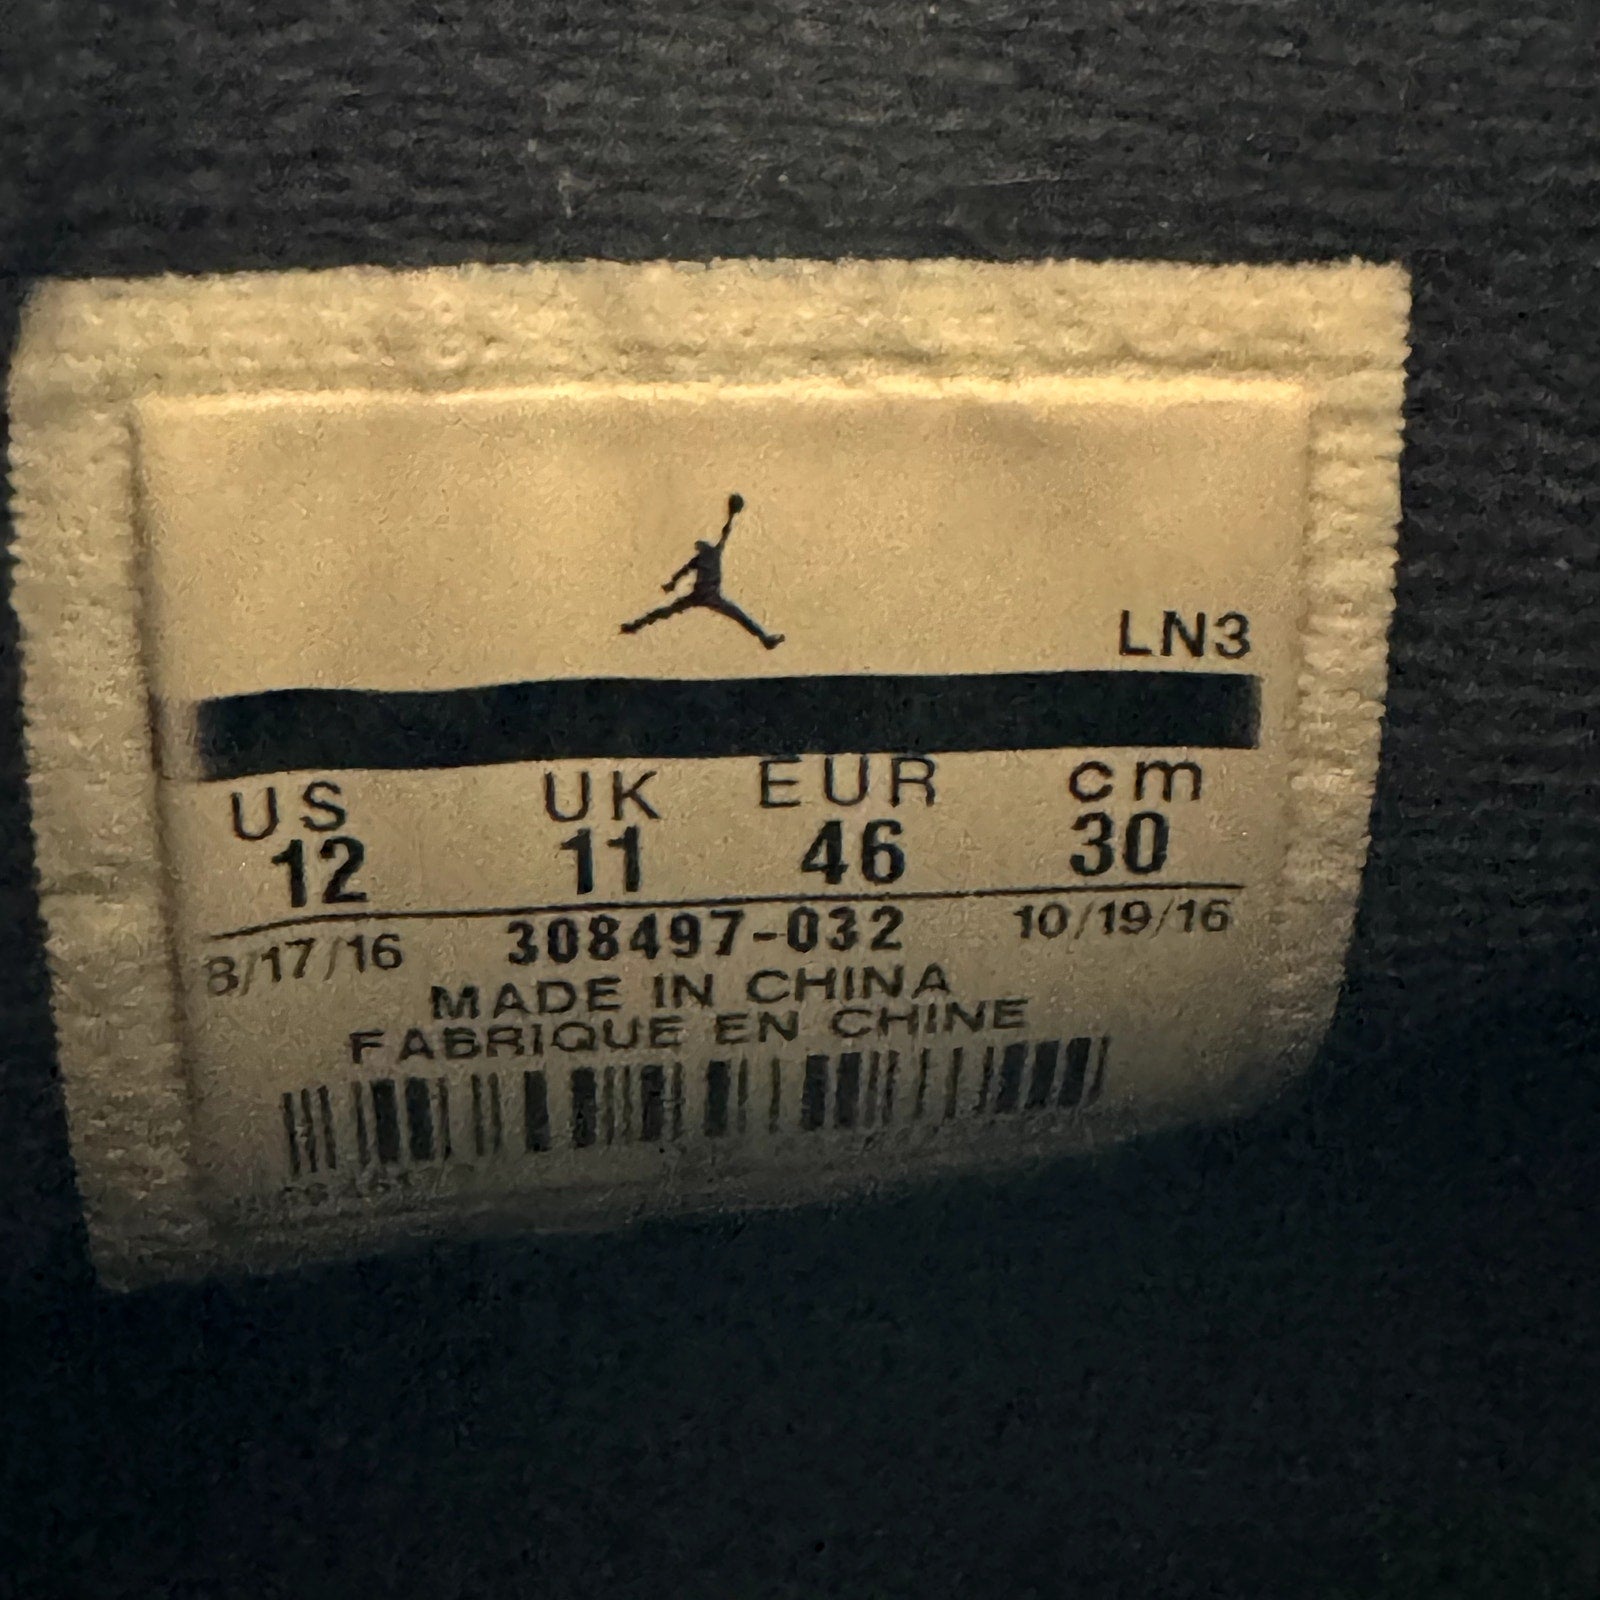 LN3
US UK EUR cm
12 11 46 30
8/17/16 308497-032 10/19/16
MADE IN CHINA
FABRIQUE EN CHINE